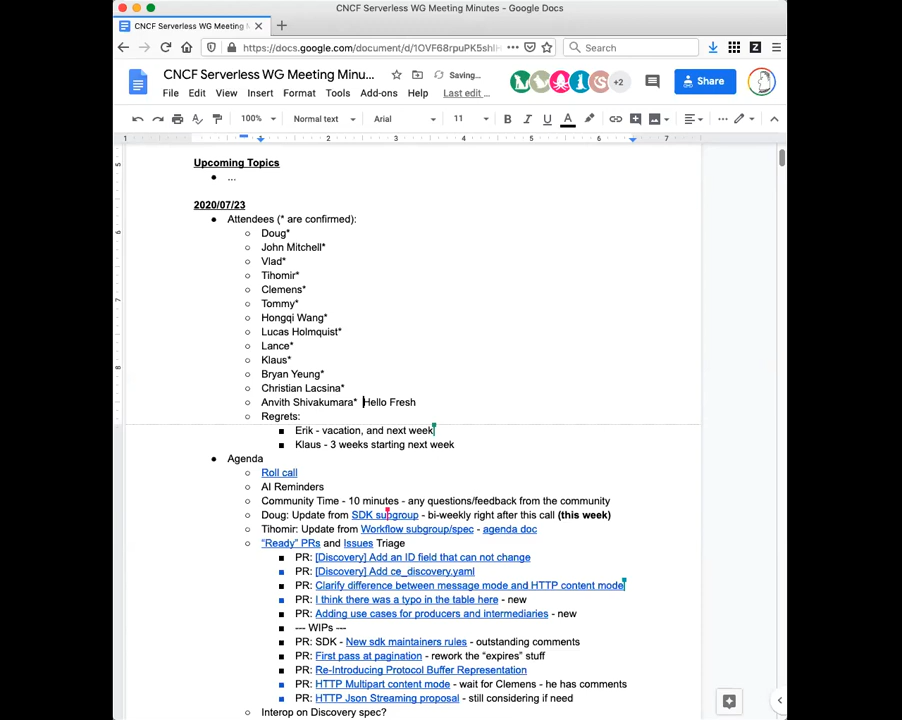 CNCF Serverless WG Meeting Minutes - Google Docs
CNCF Serverless WG Meeting M
https://docs.google.com/document/d/1OVF68rpuPK5shI
Search
CNCF Serverless WG Meeting Minu... Saving... +2 Share
File Edit View Insert Format Tools Add-ons Help Last edit ...
100% Normal text Arial 11 B I U A
1 1 2 3 4 5 6 7
Upcoming Topics
...
2020/07/23
Attendees (* are confirmed):
Doug*
John Mitchell*
Vlad*
Tihomir*
Clemens*
Tommy*
Hongqi Wang*
Lucas Holmquist*
Lance*
Klaus*
Bryan Yeung*
Christian Lacsina*
Anvith Shivakumara* Hello Fresh
Regrets:
Erik - vacation, and next week
Klaus - 3 weeks starting next week
Agenda
Roll call
AI Reminders
Community Time - 10 minutes - any questions/feedback from the community
Doug: Update from SDK subgroup - bi-weekly right after this call (this week)
Tihomir: Update from Workflow subgroup/spec - agenda doc
“Ready” PRs and Issues Triage
PR: [Discovery] Add an ID field that can not change
PR: [Discovery] Add ce_discovery.yaml
PR: Clarify difference between message mode and HTTP content mode
PR: I think there was a typo in the table here - new
PR: Adding use cases for producers and intermediaries - new
--- WIPs ---
PR: SDK - New sdk maintainers rules - outstanding comments
PR: First pass at pagination - rework the “expires” stuff
PR: Re-Introducing Protocol Buffer Representation
PR: HTTP Multipart content mode - wait for Clemens - he has comments
PR: HTTP Json Streaming proposal - still considering if need
Interop on Discovery spec?